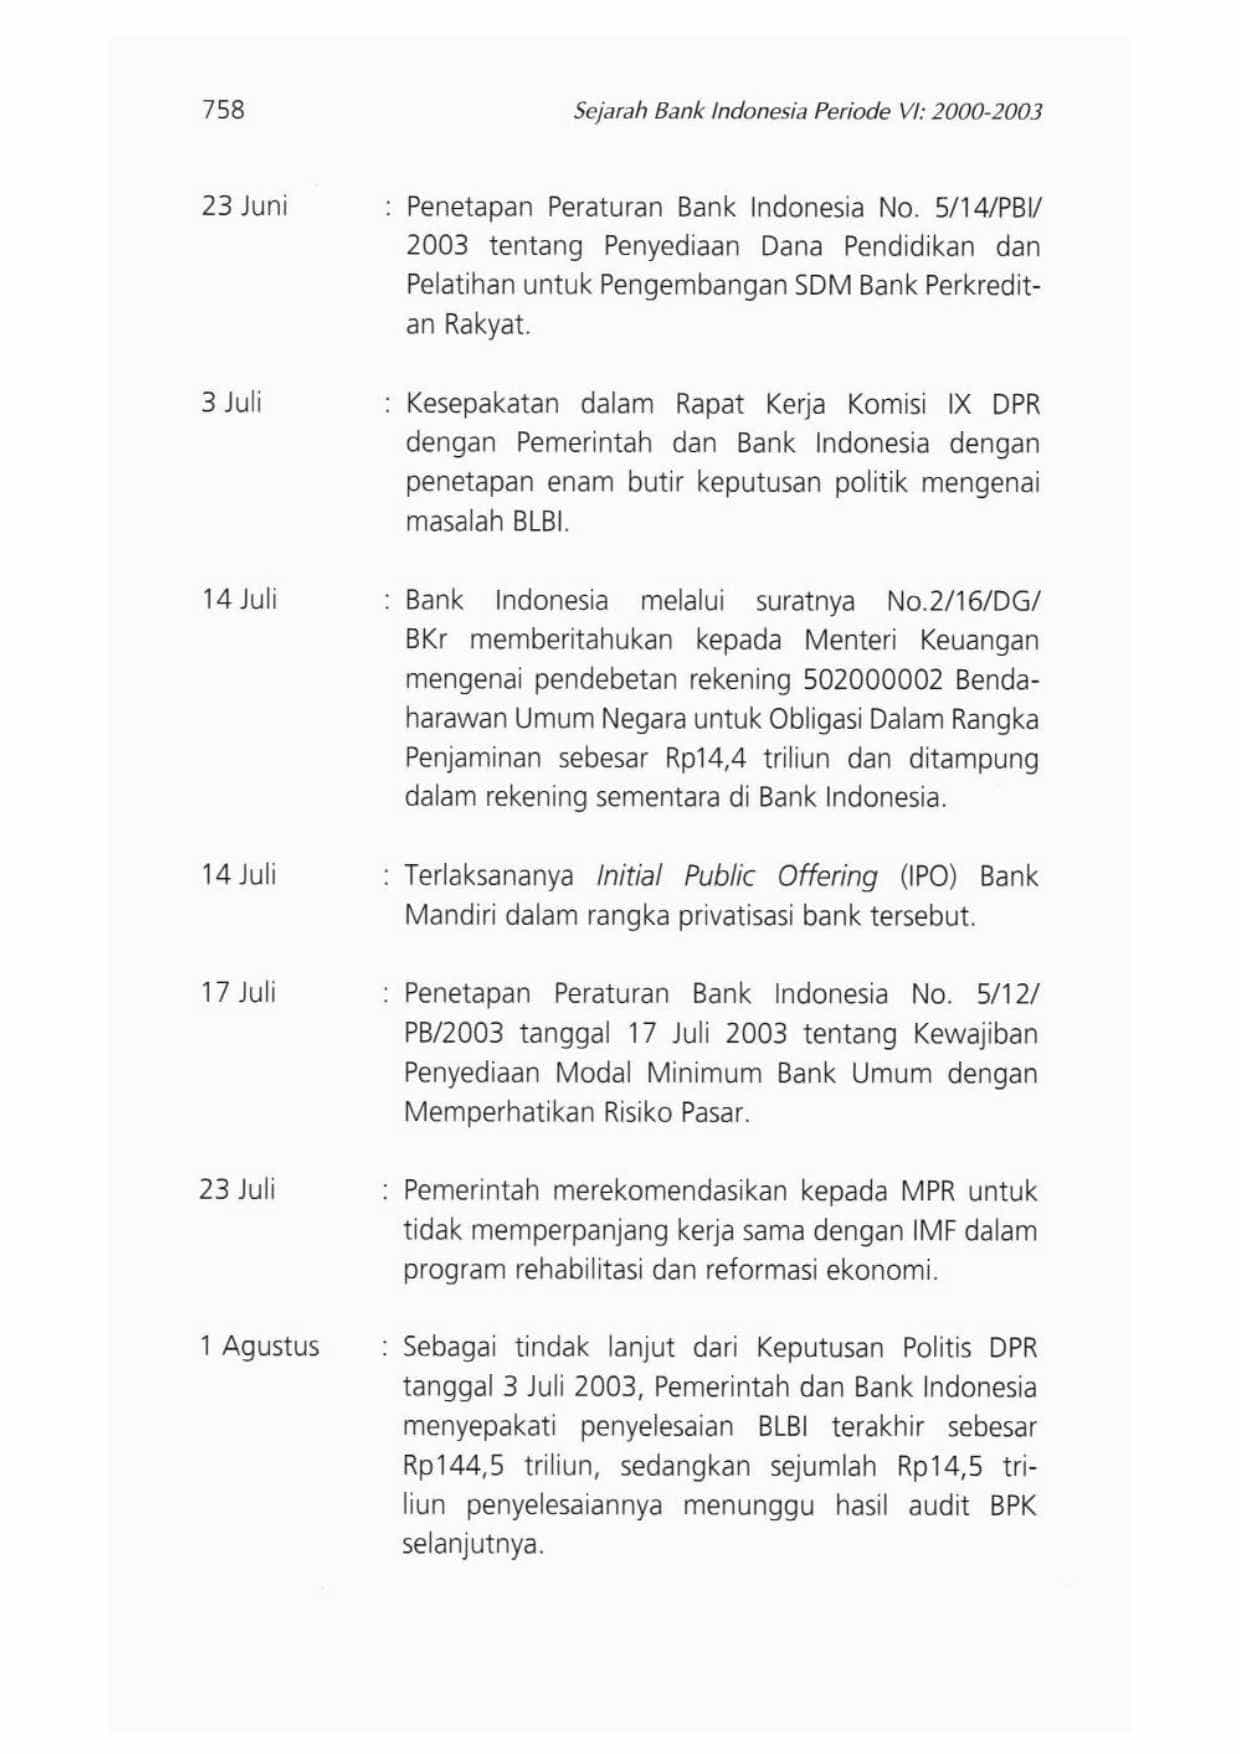 758 Sejarah Bank Indonesia Periode VI: 2000-2003
23 Juni : Penetapan Peraturan Bank Indonesia No. 5/14/PBI/
2003 tentang Penyediaan Dana Pendidikan dan
Pelatihan untuk Pengembangan SDM Bank Perkredit-
an Rakyat.
3 Juli : Kesepakatan dalam Rapat Kerja Komisi IX DPR
dengan Pemerintah dan Bank Indonesia dengan
penetapan enam butir keputusan politik mengenai
masalah BLBI.
14 Juli : Bank Indonesia melalui suratnya No.2/16/DG/
BKr memberitahukan kepada Menteri Keuangan
mengenai pendebetan rekening 502000002 Benda-
harawan Umum Negara untuk Obligasi Dalam Rangka
Penjaminan sebesar Rp14,4 triliun dan ditampung
dalam rekening sementara di Bank Indonesia.
14 Juli : Terlaksananya Initial Public Offering (IPO) Bank
Mandiri dalam rangka privatisasi bank tersebut.
17 Juli : Penetapan Peraturan Bank Indonesia No. 5/12/
PB/2003 tanggal 17 Juli 2003 tentang Kewajiban
Penyediaan Modal Minimum Bank Umum dengan
Memperhatikan Risiko Pasar.
23 Juli : Pemerintah merekomendasikan kepada MPR untuk
tidak memperpanjang kerja sama dengan IMF dalam
program rehabilitasi dan reformasi ekonomi.
1 Agustus : Sebagai tindak lanjut dari Keputusan Politis DPR
tanggal 3 Juli 2003, Pemerintah dan Bank Indonesia
menyepakati penyelesaian BLBI terakhir sebesar
Rp144,5 triliun, sedangkan sejumlah Rp14,5 tri-
liun penyelesaiannya menunggu hasil audit BPK
selanjutnya.